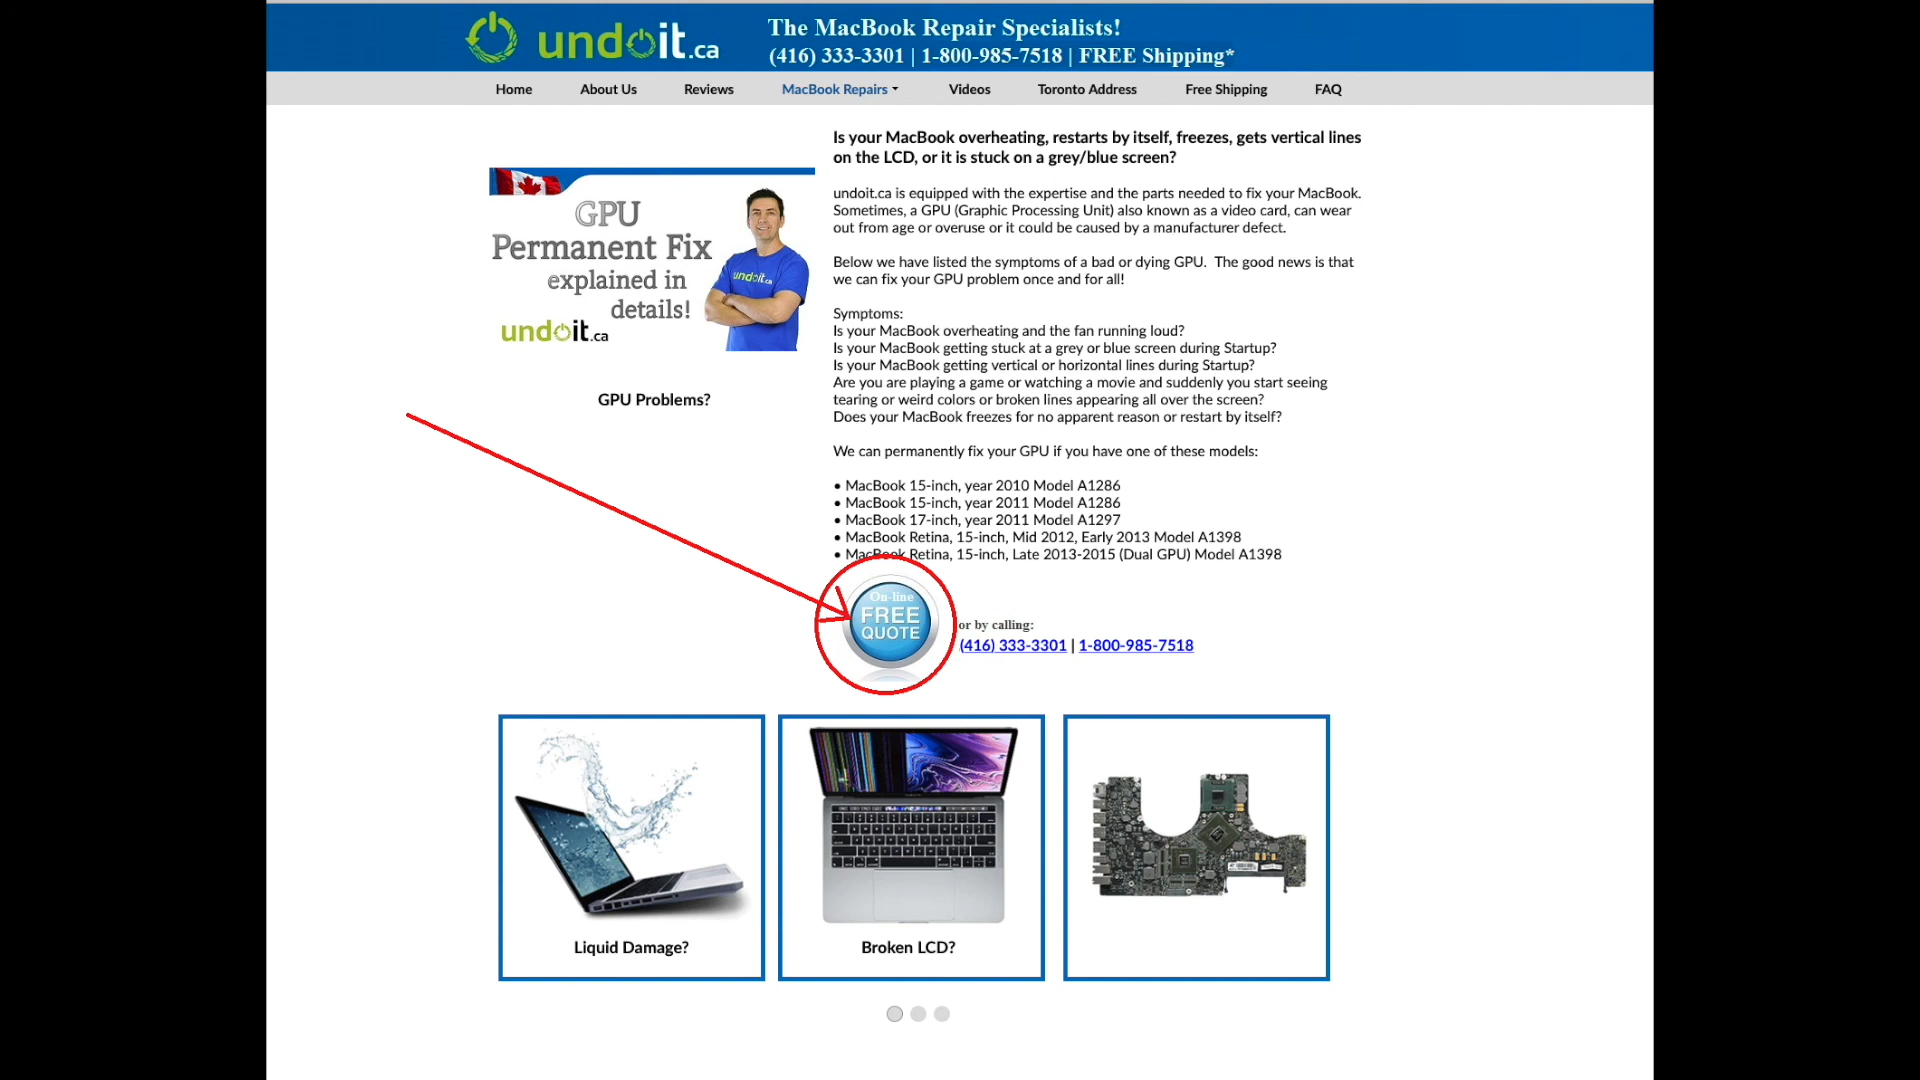 undoit.ca
The MacBook Repair Specialists!
(416) 333-3301 | 1-800-985-7518 | FREE Shipping*
Home About Us Reviews MacBook Repairs Videos Toronto Address Free Shipping FAQ
GPU
Permanent Fix
explained in
details!
undoit.ca
undoit.ca
GPU Problems?
Is your MacBook overheating, restarts by itself, freezes, gets vertical lines
on the LCD, or it is stuck on a grey/blue screen?
undoit.ca is equipped with the expertise and the parts needed to fix your MacBook.
Sometimes, a GPU (Graphic Processing Unit) also known as a video card, can wear
out from age or overuse or it could be caused by a manufacturer defect.
Below we have listed the symptoms of a bad or dying GPU. The good news is that
we can fix your GPU problem once and for all!
Symptoms:
Is your MacBook overheating and the fan running loud?
Is your MacBook getting stuck at a grey or blue screen during Startup?
Is your MacBook getting vertical or horizontal lines during Startup?
Are you are playing a game or watching a movie and suddenly you start seeing
tearing or weird colors or broken lines appearing all over the screen?
Does your MacBook freezes for no apparent reason or restart by itself?
We can permanently fix your GPU if you have one of these models:
• MacBook 15-inch, year 2010 Model A1286
• MacBook 15-inch, year 2011 Model A1286
• MacBook 17-inch, year 2011 Model A1297
• MacBook Retina, 15-inch, Mid 2012, Early 2013 Model A1398
• MacBook Retina, 15-inch, Late 2013-2015 (Dual GPU) Model A1398
On-line
FREE
QUOTE
or by calling:
(416) 333-3301 | 1-800-985-7518
Liquid Damage?
Broken LCD?